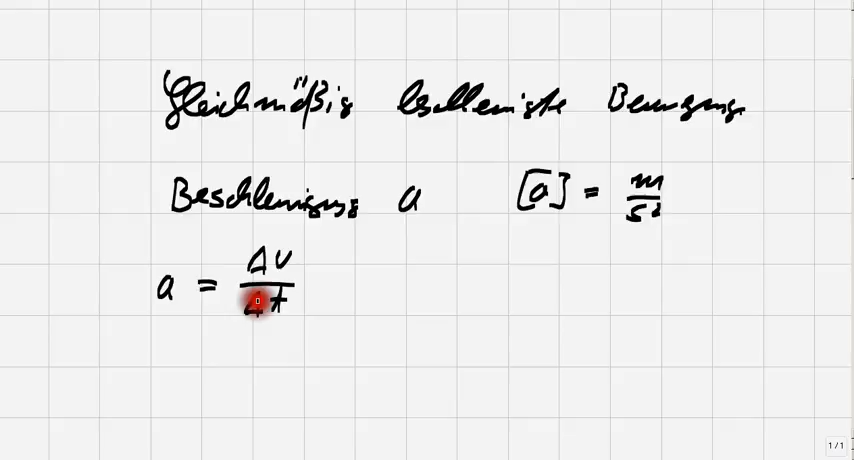 Gleichmäßig beschleunigte Bewegung
Beschleunigung a [a] = m/s²
a = Δv/Δt
1/1